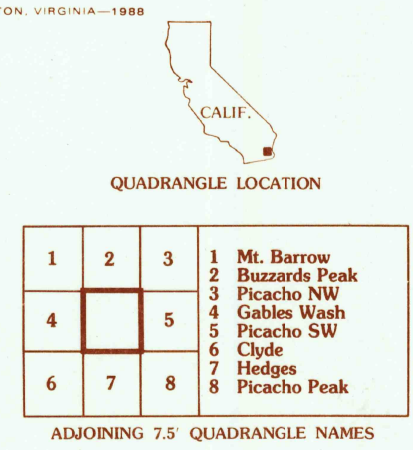 TON, VIRGINIA—1988
CALIF.
QUADRANGLE LOCATION
1 2 3
4 5
6 7 8
1 Mt. Barrow
2 Buzzards Peak
3 Picacho NW
4 Gables Wash
5 Picacho SW
6 Clyde
7 Hedges
8 Picacho Peak
ADJOINING 7.5′ QUADRANGLE NAMES